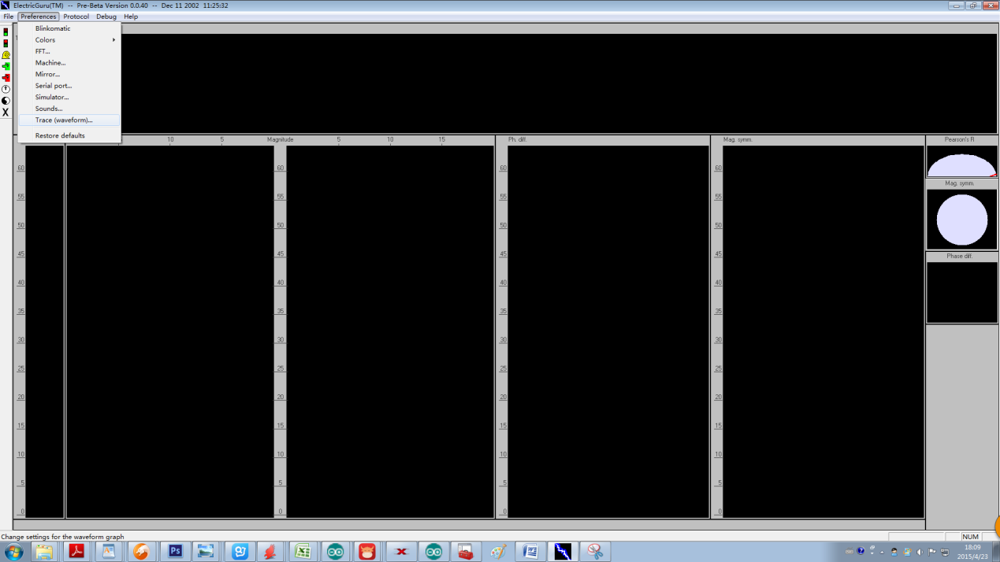 ElectricGuru(TM) -- Pre-Beta Version 0.0.40 -- Dec 11 2002 11:25:32
File Preferences Protocol Debug Help
Blinkomatic
Colors
FFT...
Machine...
Mirror...
Serial port...
Simulator...
Sounds...
Trace (waveform)...
Restore defaults
10 5 Magnitude 5 10 15 Ph. diff. Mag. symm. Pearson's R
60 60 60 60
Mag. symm.
55 55 55 55
50 50 50 50
45 45 45 45
Phase diff.
40 40 40 40
35 35 35 35
30 30 30 30
25 25 25 25
20 20 20 20
15 15 15 15
10 10 10 10
5 5 5 5
0 0 0 0
Change settings for the waveform graph
NUM
Ps
18:09
2015/4/23